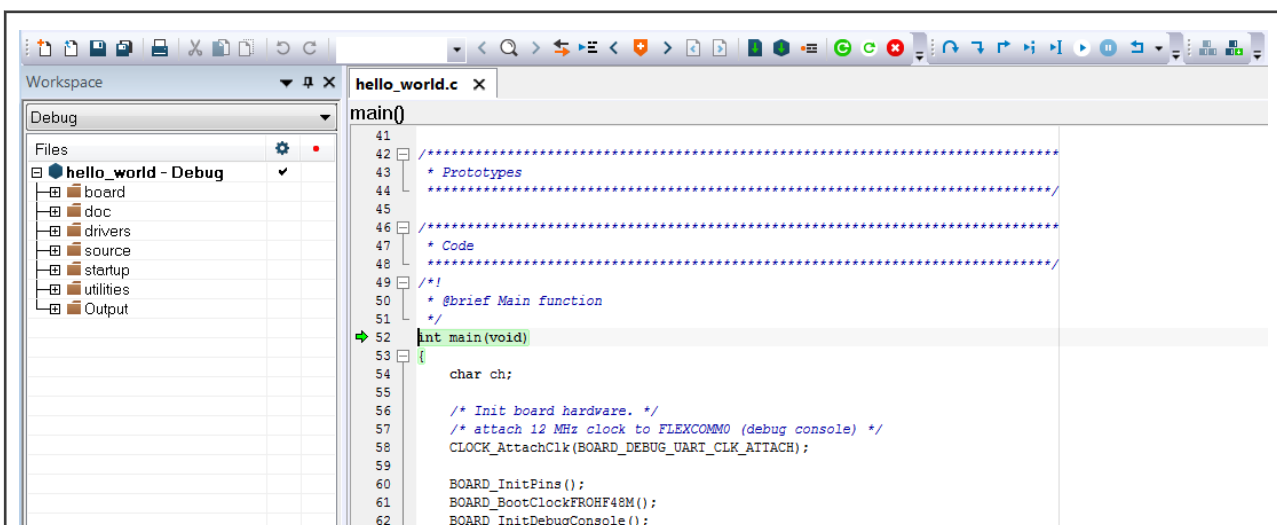 Workspace
Debug
Files
hello_world - Debug
board
doc
drivers
source
startup
utilities
Output
hello_world.c
main()
41
42 /********************************************************************************
43  * Prototypes
44  *******************************************************************************/
45
46 /********************************************************************************
47  * Code
48  *******************************************************************************/
49 /*!
50  * @brief Main function
51  */
52 int main(void)
53 {
54     char ch;
55
56     /* Init board hardware. */
57     /* attach 12 MHz clock to FLEXCOMM0 (debug console) */
58     CLOCK_AttachClk(BOARD_DEBUG_UART_CLK_ATTACH);
59
60     BOARD_InitPins();
61     BOARD_BootClockFROHF48M();
62     BOARD_InitDebugConsole();